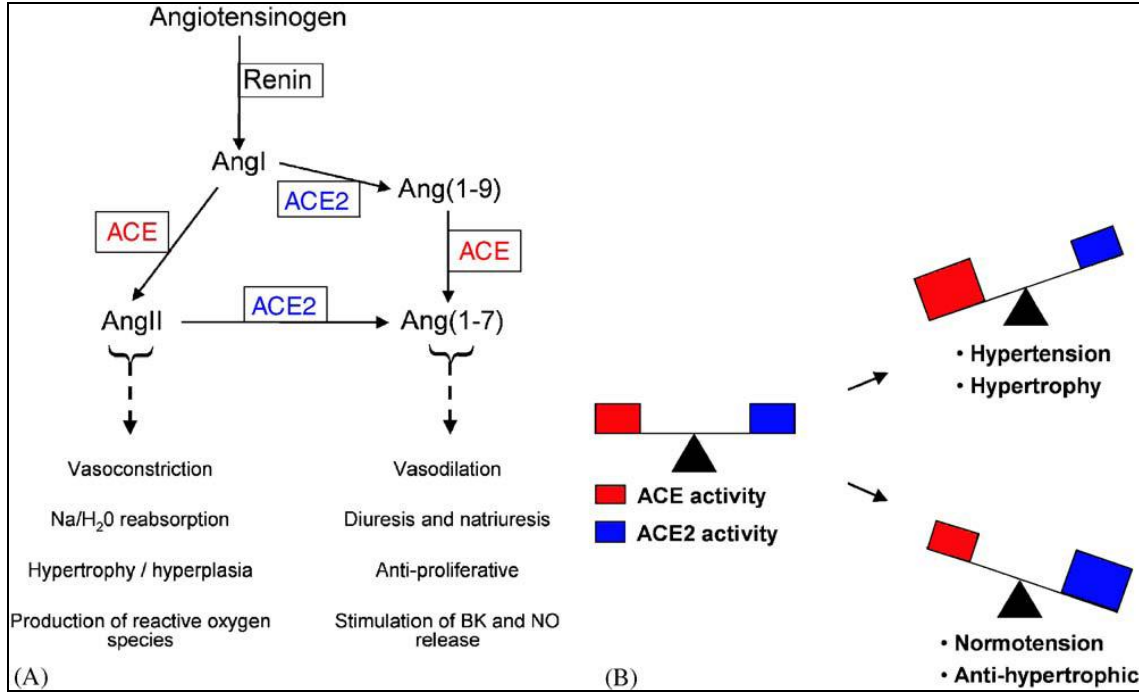 Angiotensinogen
Renin
AngI
ACE2
Ang(1-9)
ACE
ACE
AngII
ACE2
Ang(1-7)
Vasoconstriction
Na/H₂0 reabsorption
Hypertrophy / hyperplasia
Production of reactive oxygen
species
Vasodilation
Diuresis and natriuresis
Anti-proliferative
Stimulation of BK and NO
release
(A)
ACE activity
ACE2 activity
• Hypertension
• Hypertrophy
• Normotension
• Anti-hypertrophic
(B)